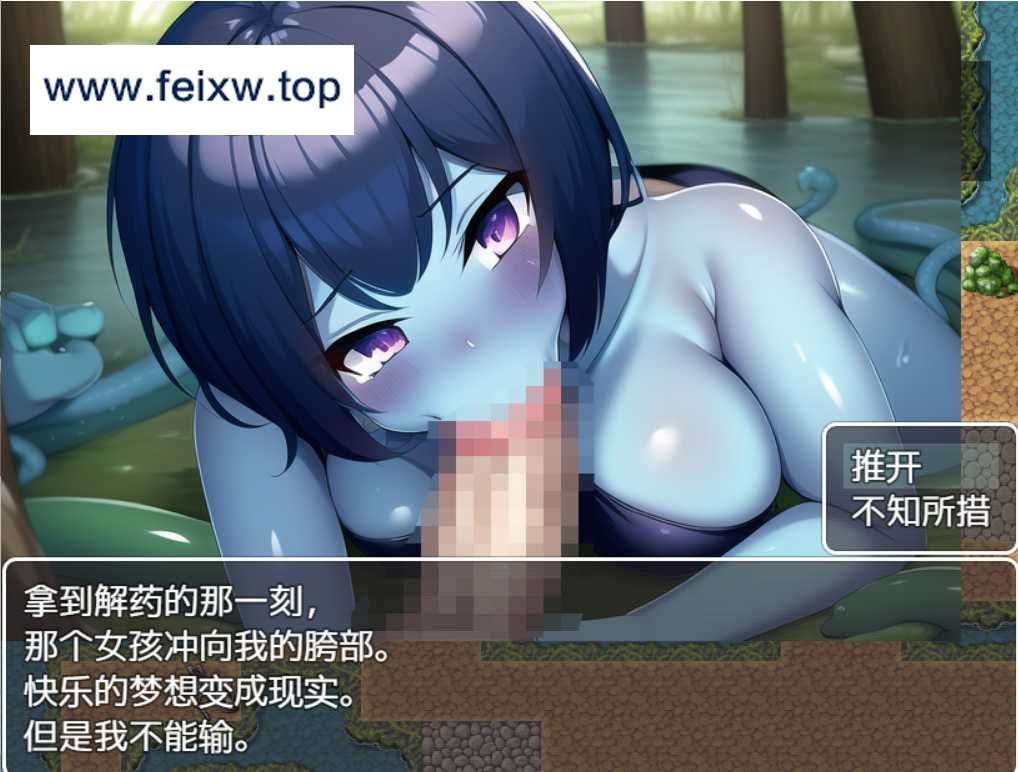 www.feixw.top
推开
不知所措
拿到解药的那一刻，
那个女孩冲向我的胯部。
快乐的梦想变成现实。
但是我不能输。